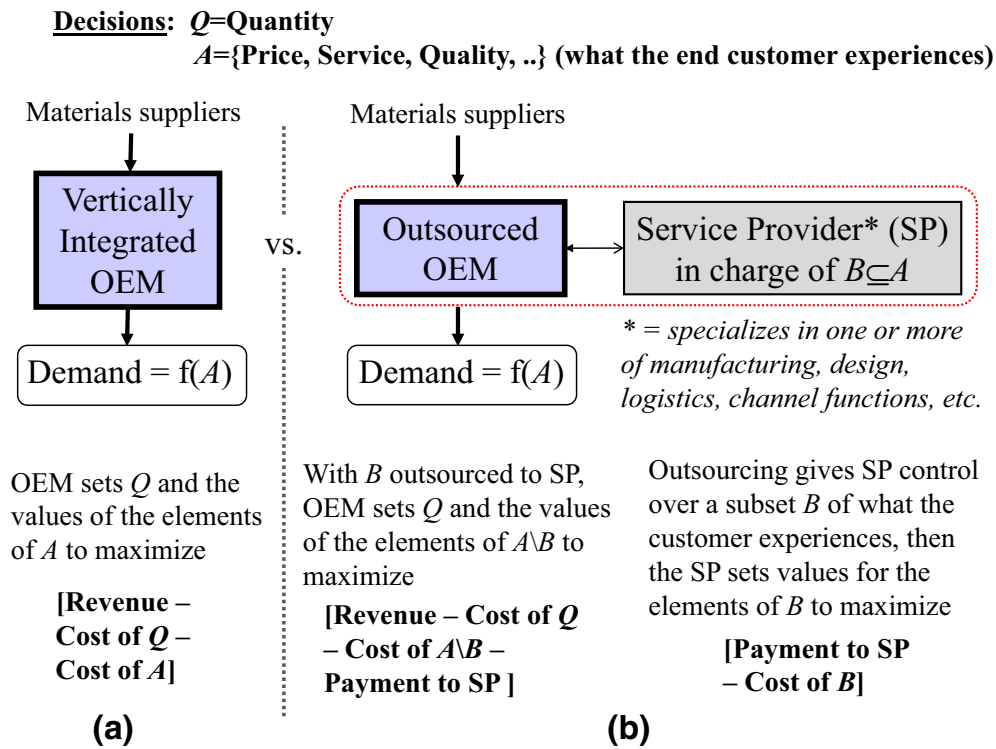 Decisions: Q=Quantity
A={Price, Service, Quality, ..} (what the end customer experiences)
Materials suppliers
Vertically
Integrated
OEM
Demand = f(A)
OEM sets Q and the
values of the elements
of A to maximize
[Revenue –
Cost of Q –
Cost of A]
(a)
vs.
Materials suppliers
Outsourced
OEM
Service Provider* (SP)
in charge of B⊆A
Demand = f(A)
* = specializes in one or more
of manufacturing, design,
logistics, channel functions, etc.
With B outsourced to SP,
OEM sets Q and the values
of the elements of A\B to
maximize
[Revenue – Cost of Q
– Cost of A\B –
Payment to SP ]
Outsourcing gives SP control
over a subset B of what the
customer experiences, then
the SP sets values for the
elements of B to maximize
[Payment to SP
– Cost of B]
(b)